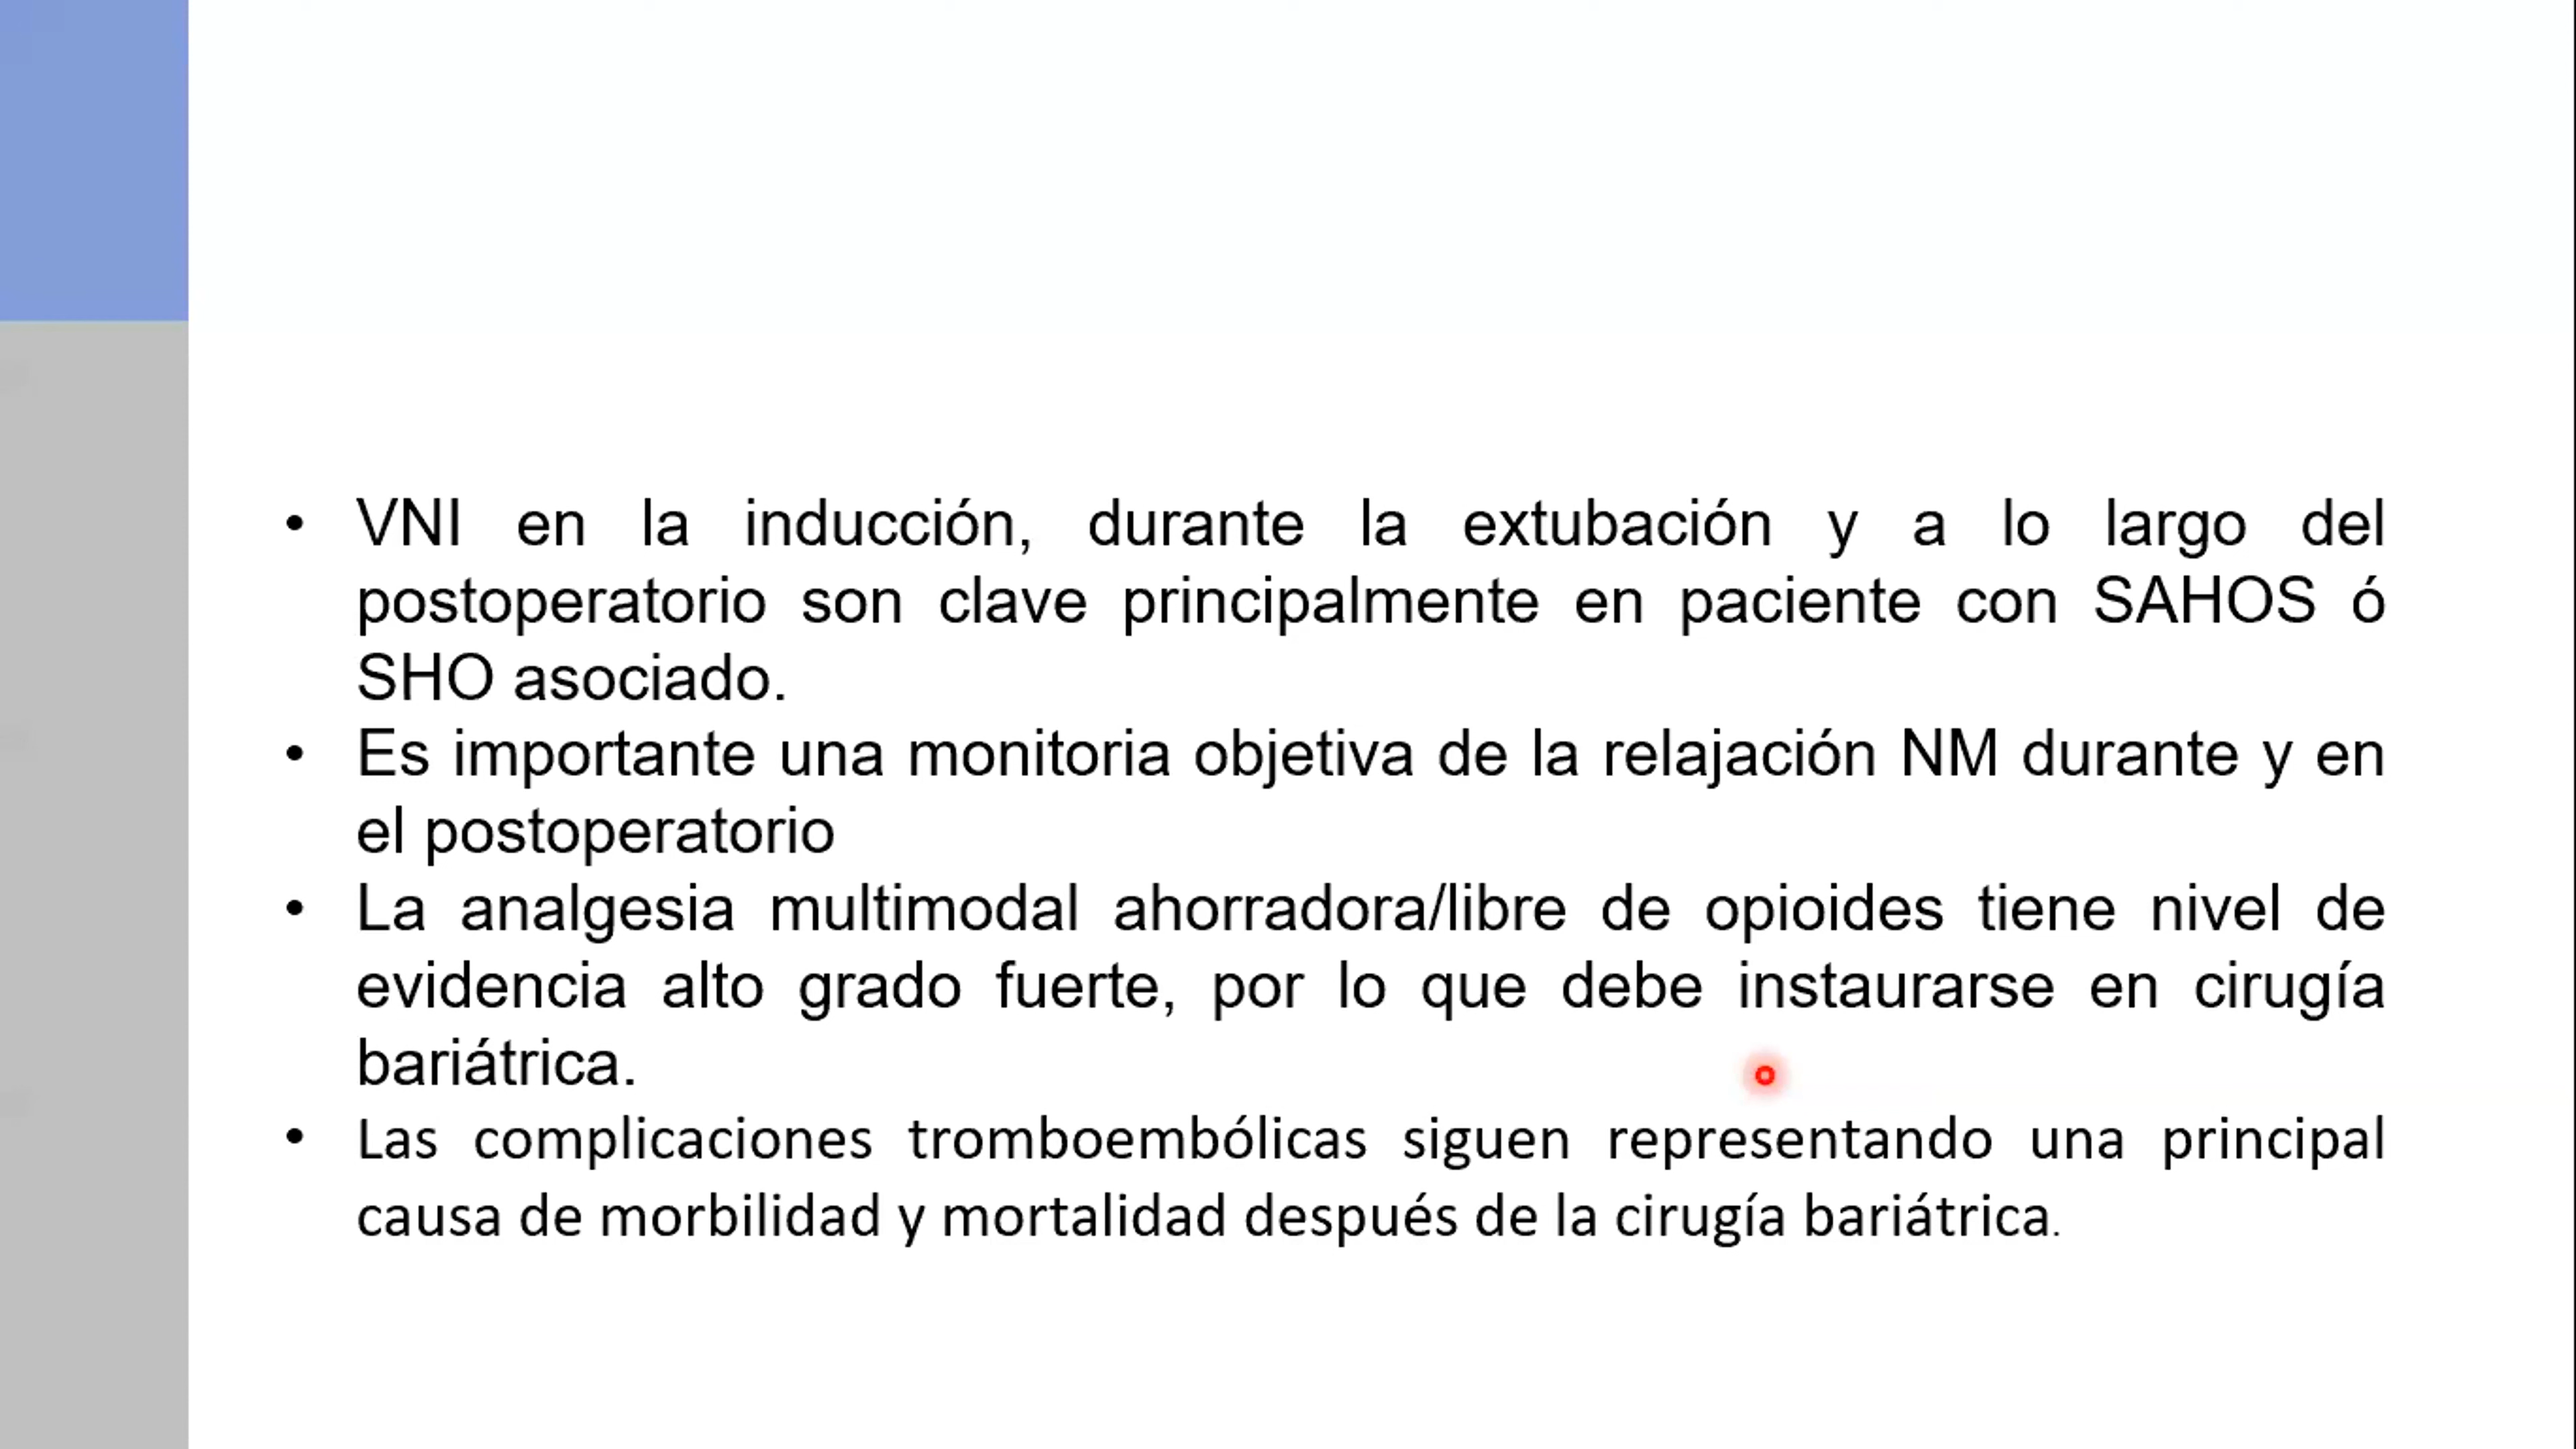 • VNI en la inducción, durante la extubación y a lo largo del
postoperatorio son clave principalmente en paciente con SAHOS ó
SHO asociado.
• Es importante una monitoria objetiva de la relajación NM durante y en
el postoperatorio
• La analgesia multimodal ahorradora/libre de opioides tiene nivel de
evidencia alto grado fuerte, por lo que debe instaurarse en cirugía
bariátrica.
• Las complicaciones tromboembólicas siguen representando una principal
causa de morbilidad y mortalidad después de la cirugía bariátrica.